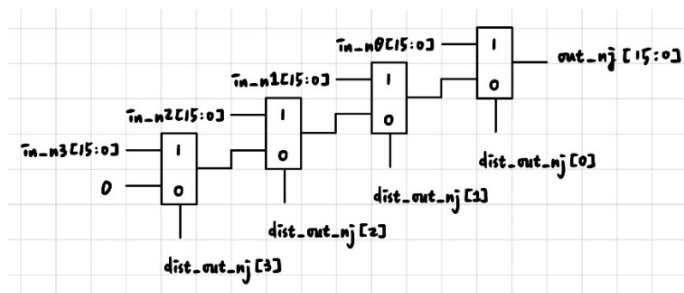 in_n0[15:0]
1
out_nj[15:0]
in_n1[15:0]
1
0
in_n2[15:0]
1
0
dist_out_nj[0]
in_n3[15:0]
1
0
dist_out_nj[1]
0
0
dist_out_nj[2]
dist_out_nj[3]